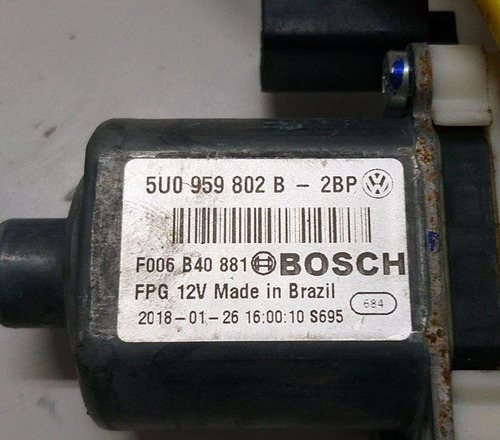 5U0 959 802 B - 2BP
F006 B40 881 BOSCH
FPG 12V Made in Brazil
684
2018-01-26 16:00:10 S695